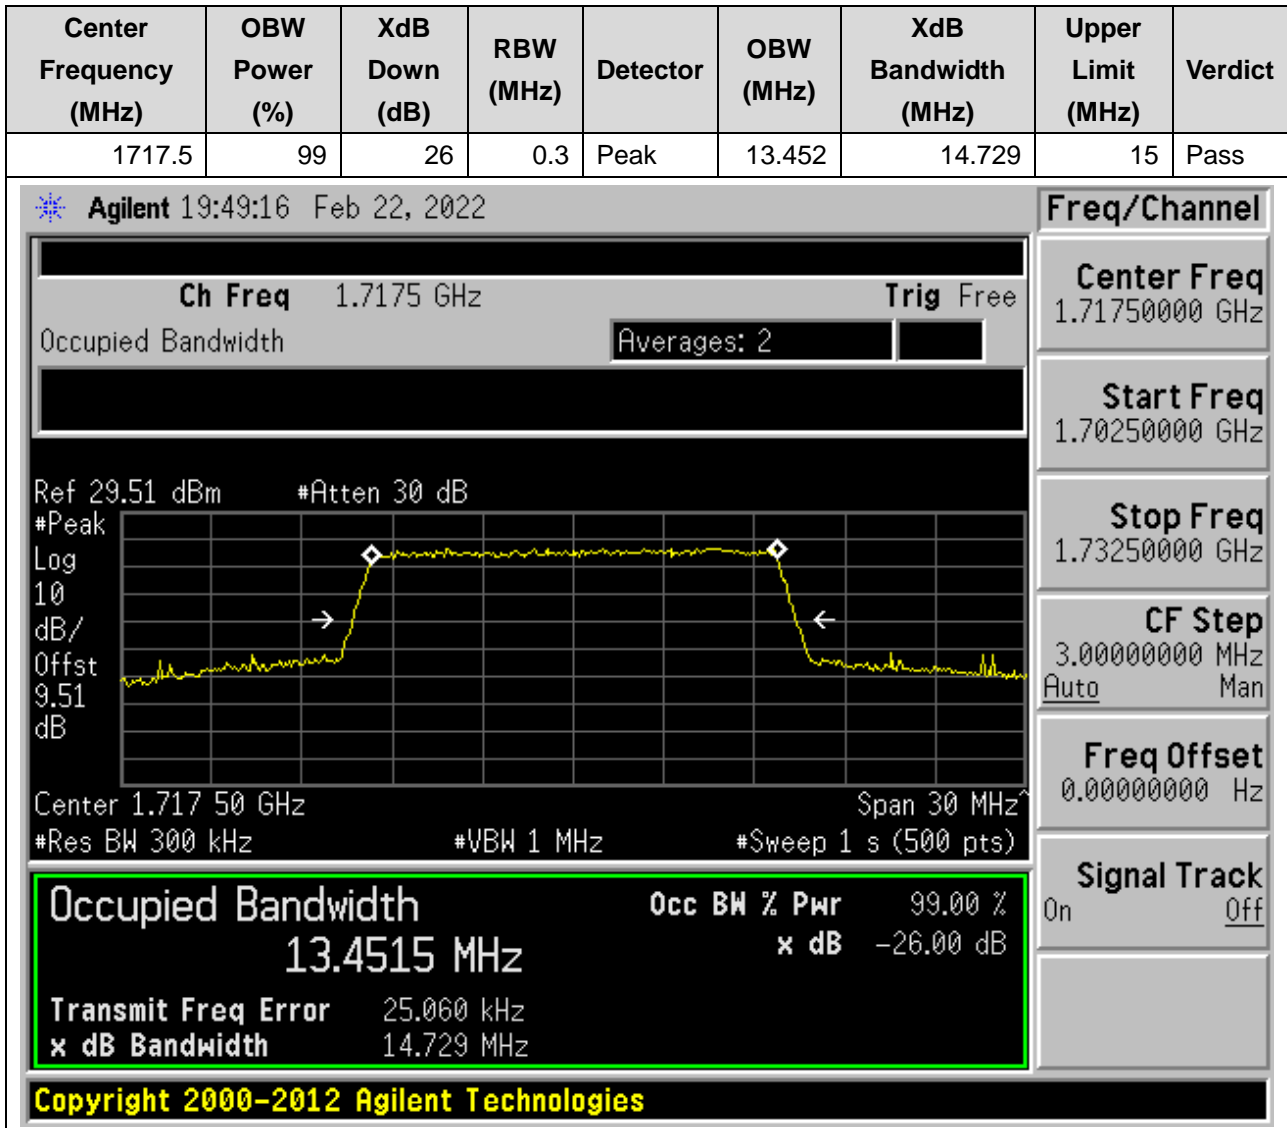 Center Frequency (MHz) OBW Power (%) XdB Down (dB) RBW (MHz) Detector OBW (MHz) XdB Bandwidth (MHz) Upper Limit (MHz) Verdict
1717.5 99 26 0.3 Peak 13.452 14.729 15 Pass
Agilent 19:49:16 Feb 22, 2022
Freq/Channel
Ch Freq 1.7175 GHz Trig Free
Occupied Bandwidth Averages: 2
Ref 29.51 dBm #Atten 30 dB
#Peak
Log
10
dB/
Offst
9.51
dB
Center 1.717 50 GHz Span 30 MHz^
#Res BW 300 kHz #VBW 1 MHz #Sweep 1 s (500 pts)
Occupied Bandwidth Occ BW % Pwr 99.00 %
13.4515 MHz x dB -26.00 dB
Transmit Freq Error 25.060 kHz
x dB Bandwidth 14.729 MHz
Center Freq
1.71750000 GHz
Start Freq
1.70250000 GHz
Stop Freq
1.73250000 GHz
CF Step
3.00000000 MHz
Auto Man
Freq Offset
0.00000000 Hz
Signal Track
On Off
Copyright 2000-2012 Agilent Technologies